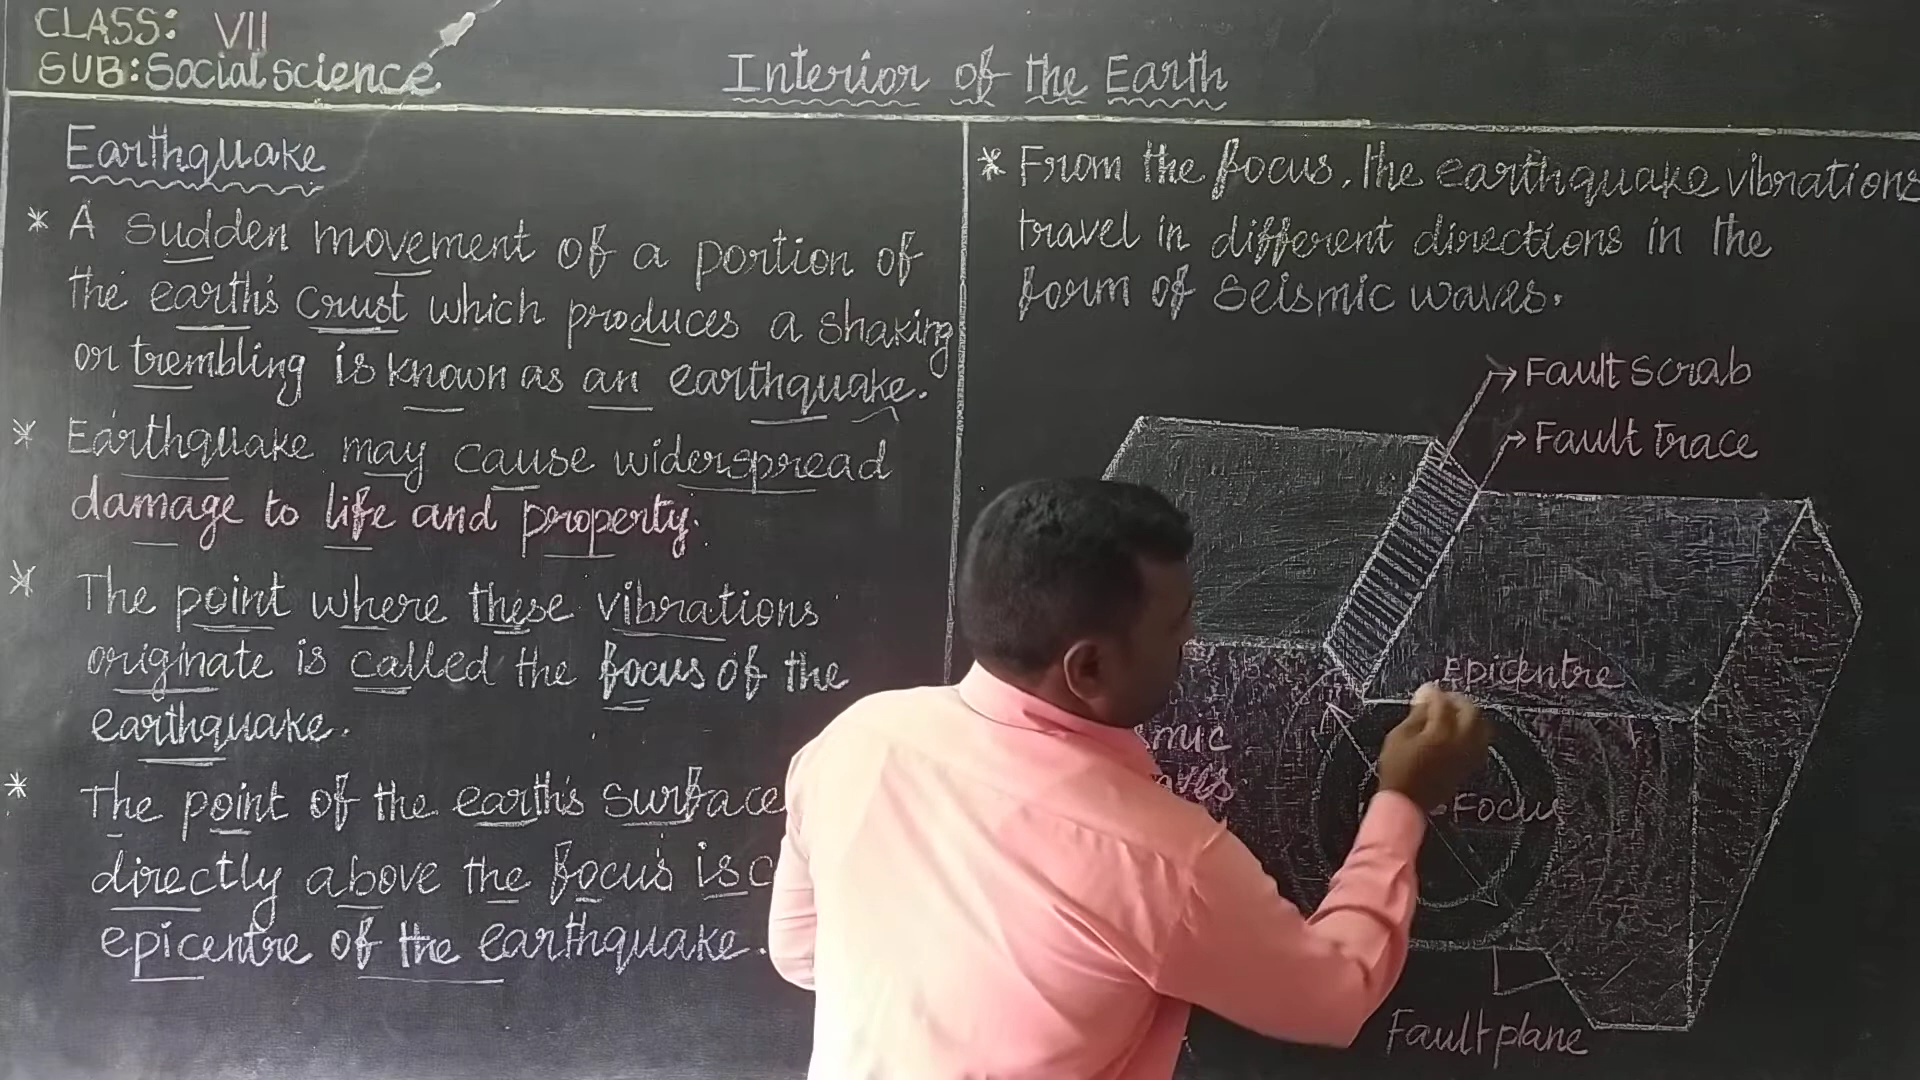 CLASS: VII
SUB: Social science
Interior of the Earth
Earthquake
* A sudden movement of a portion of
the earth's crust which produces a shaking
or trembling is known as an earthquake.
* Earthquake may cause widerspread
damage to life and property.
* The point where these vibrations
originate is called the focus of the
earthquake.
* The point of the earth's surface
directly above the focus is
epicentre of the earthquake.
* From the focus, the earthquake vibrations
travel in different directions in the
form of seismic waves.
Fault scrab
Fault trace
Epicentre
Focus
Fault plane